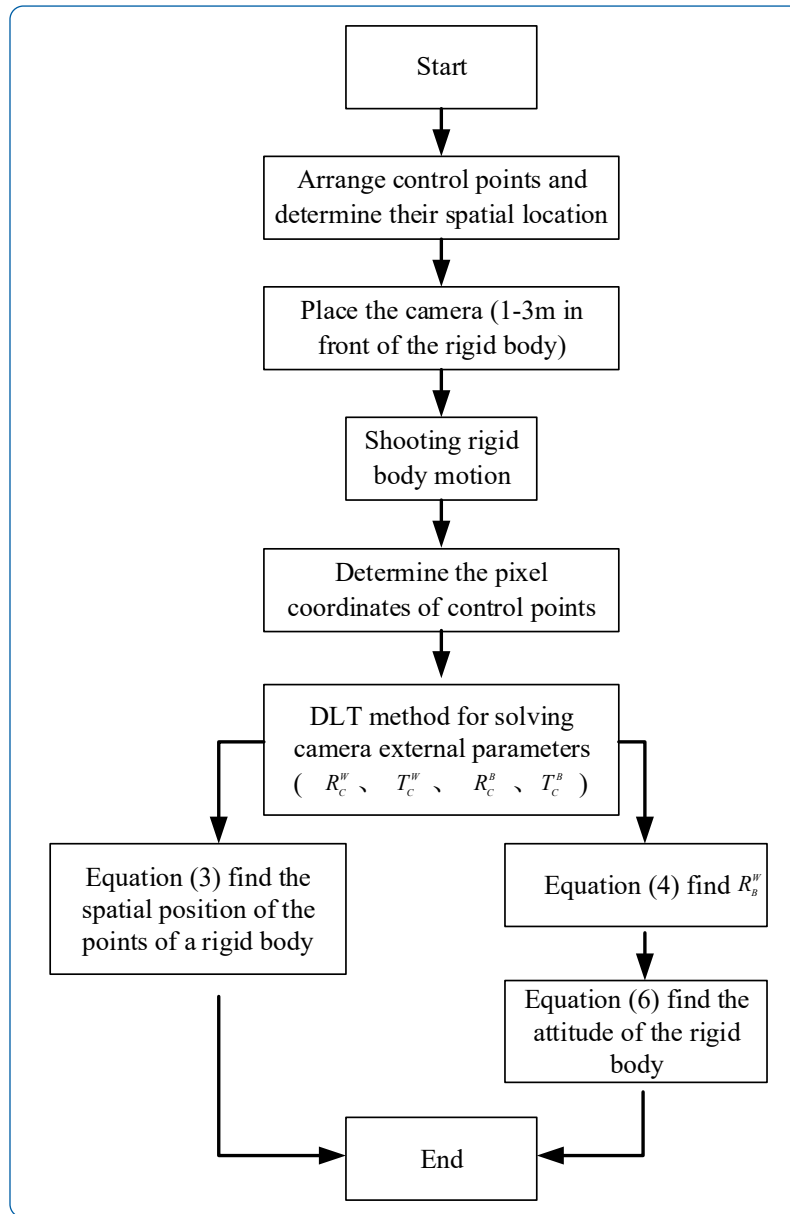 Start
Arrange control points and
determine their spatial location
Place the camera (1-3m in
front of the rigid body)
Shooting rigid
body motion
Determine the pixel
coordinates of control points
DLT method for solving
camera external parameters
( R_C^W 、 T_C^W 、 R_C^B 、 T_C^B )
Equation (3) find the
spatial position of the
points of a rigid body
Equation (4) find R_B^W
Equation (6) find the
attitude of the rigid
body
End